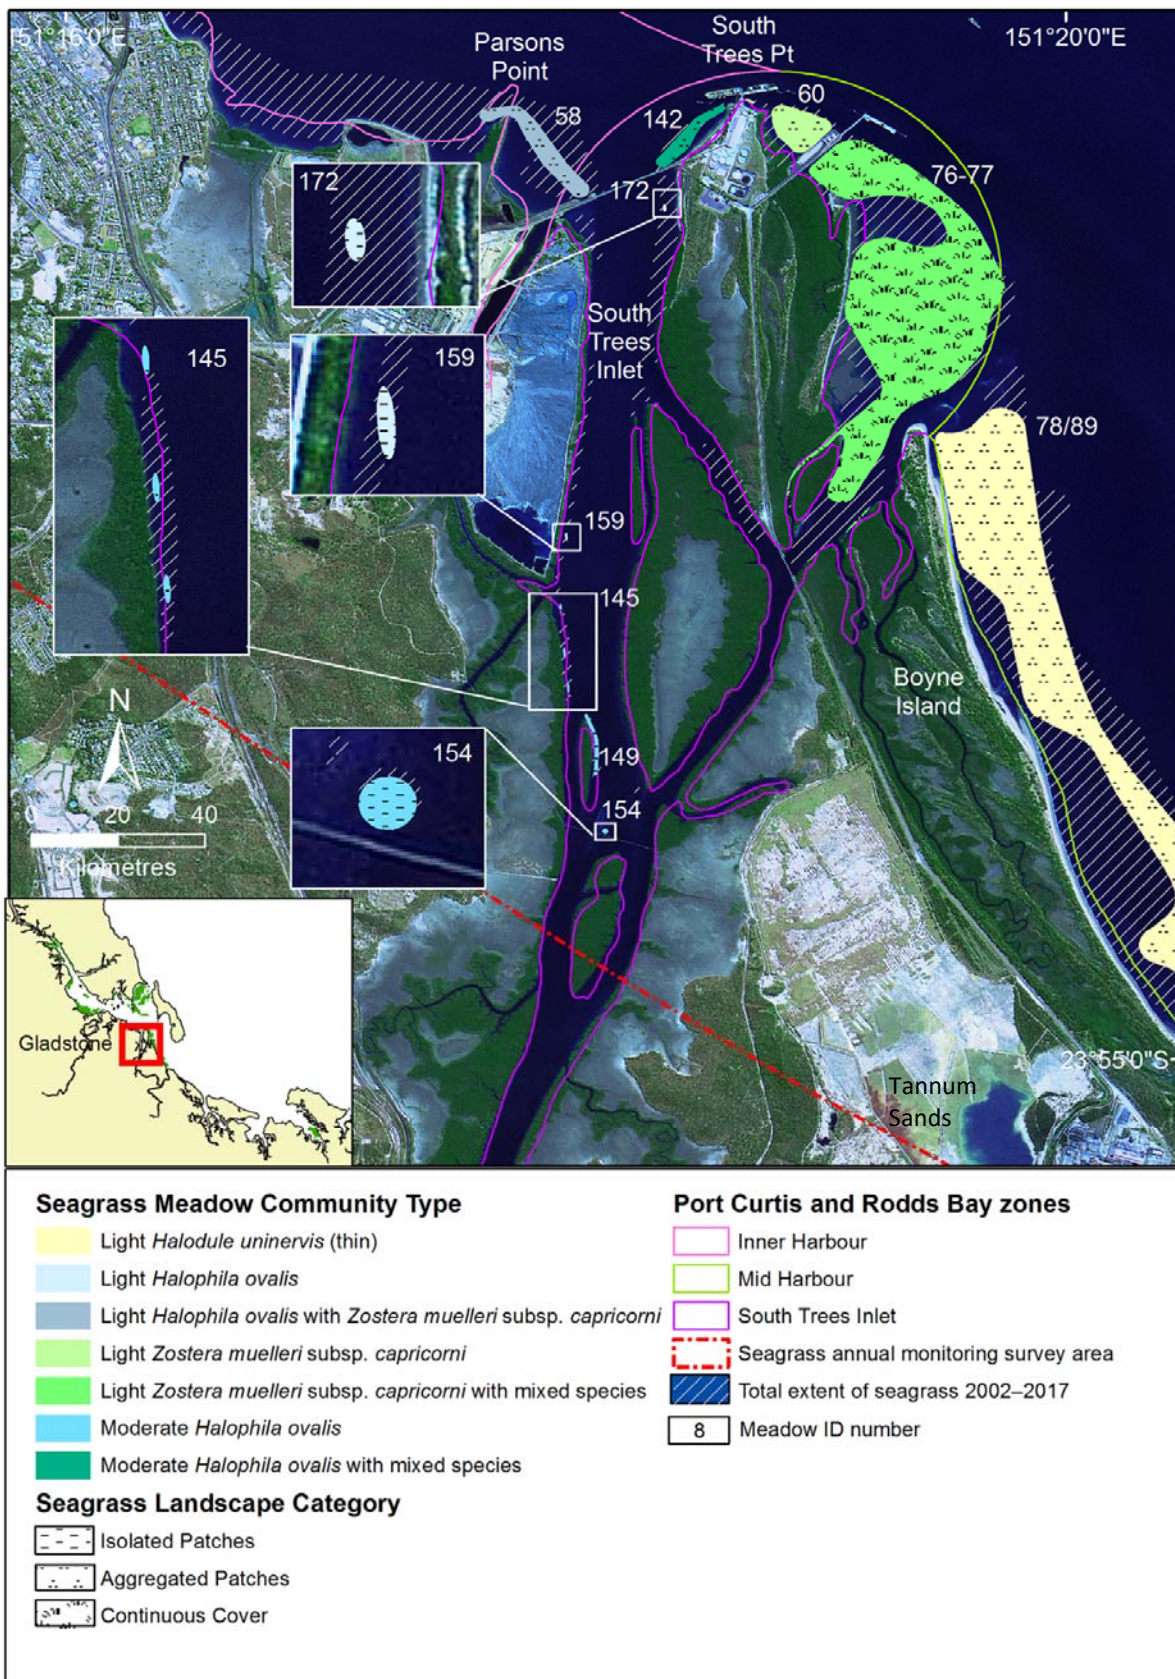 151°16'0"E
Parsons
Point
South
Trees Pt
151°20'0"E
58
142
60
172
172
76-77
South
Trees
Inlet
145
159
78/89
159
145
Boyne
Island
N
149
154
154
0 20 40
Kilometres
Gladstone
23°55'0"S
Tannum
Sands
Seagrass Meadow Community Type
Light Halodule uninervis (thin)
Light Halophila ovalis
Light Halophila ovalis with Zostera muelleri subsp. capricorni
Light Zostera muelleri subsp. capricorni
Light Zostera muelleri subsp. capricorni with mixed species
Moderate Halophila ovalis
Moderate Halophila ovalis with mixed species
Seagrass Landscape Category
Isolated Patches
Aggregated Patches
Continuous Cover
Port Curtis and Rodds Bay zones
Inner Harbour
Mid Harbour
South Trees Inlet
Seagrass annual monitoring survey area
Total extent of seagrass 2002–2017
8 Meadow ID number